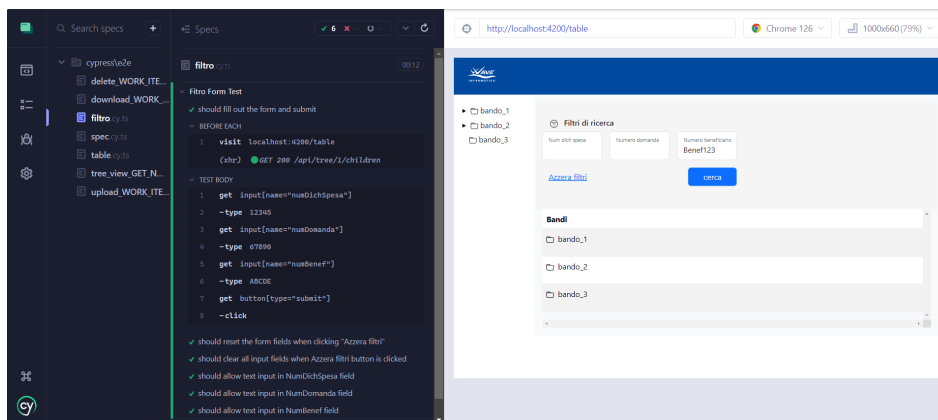 Search specs
+
cypress\e2e
delete_WORK_ITE...
download_WORK_...
filtro.cy.ts
spec.cy.ts
table.cy.ts
tree_view_GET_N...
upload_WORK_ITE...
cy
Specs
6
--
filtro.cy.ts
00:12
Fitro Form Test
should fill out the form and submit
BEFORE EACH
1 visit localhost:4200/table
(xhr) GET 200 /api/tree/1/children
TEST BODY
1 get input[name="numDichSpesa"]
2 -type 12345
3 get input[name="numDomanda"]
4 -type 67890
5 get input[name="numBenef"]
6 -type ABCDE
7 get button[type="submit"]
8 -click
should reset the form fields when clicking "Azzera filtri"
should clear all input fields when Azzera filtri button is clicked
should allow text input in NumDichSpesa field
should allow text input in NumDomanda field
should allow text input in NumBenef field
http://localhost:4200/table
Chrome 126
1000x660 (79%)
WAVE
INFORMATICA
bando_1
bando_2
bando_3
Filtri di ricerca
Num dich spesa
Numero domanda
Numero beneficiario
Benef123
Azzera filtri
cerca
Bandi
bando_1
bando_2
bando_3